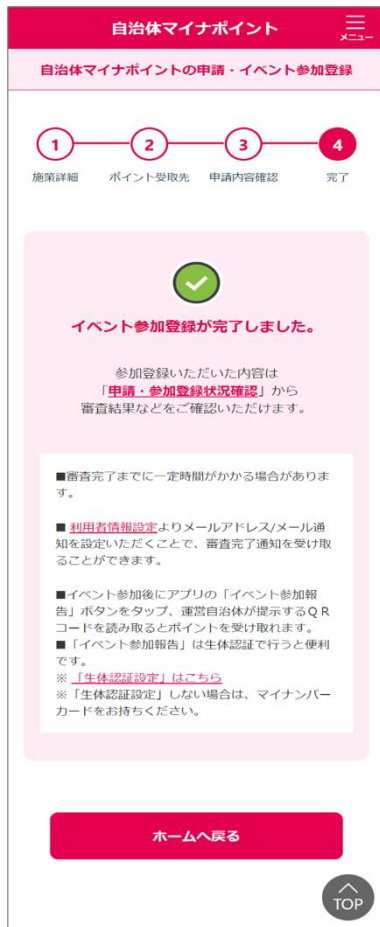 自治体マイナポイント
メニュー
自治体マイナポイントの申請・イベント参加登録
1
2
3
4
施策詳細
ポイント受取先
申請内容確認
完了
イベント参加登録が完了しました。
参加登録いただいた内容は
「申請・参加登録状況確認」から
審査結果などをご確認いただけます。
■審査完了までに一定時間がかかる場合がありま
す。
■ 利用者情報設定よりメールアドレス/メール通
知を設定いただくことで、審査完了通知を受け取
ることができます。
■イベント参加後にアプリの「イベント参加報
告」ボタンをタップ、運営自治体が提示するQR
コードを読み取るとポイントを受け取れます。
■「イベント参加報告」は生体認証で行うと便利
です。
※ 「生体認証設定」はこちら
※「生体認証設定」しない場合は、マイナンバー
カードをお持ちください。
ホームへ戻る
TOP